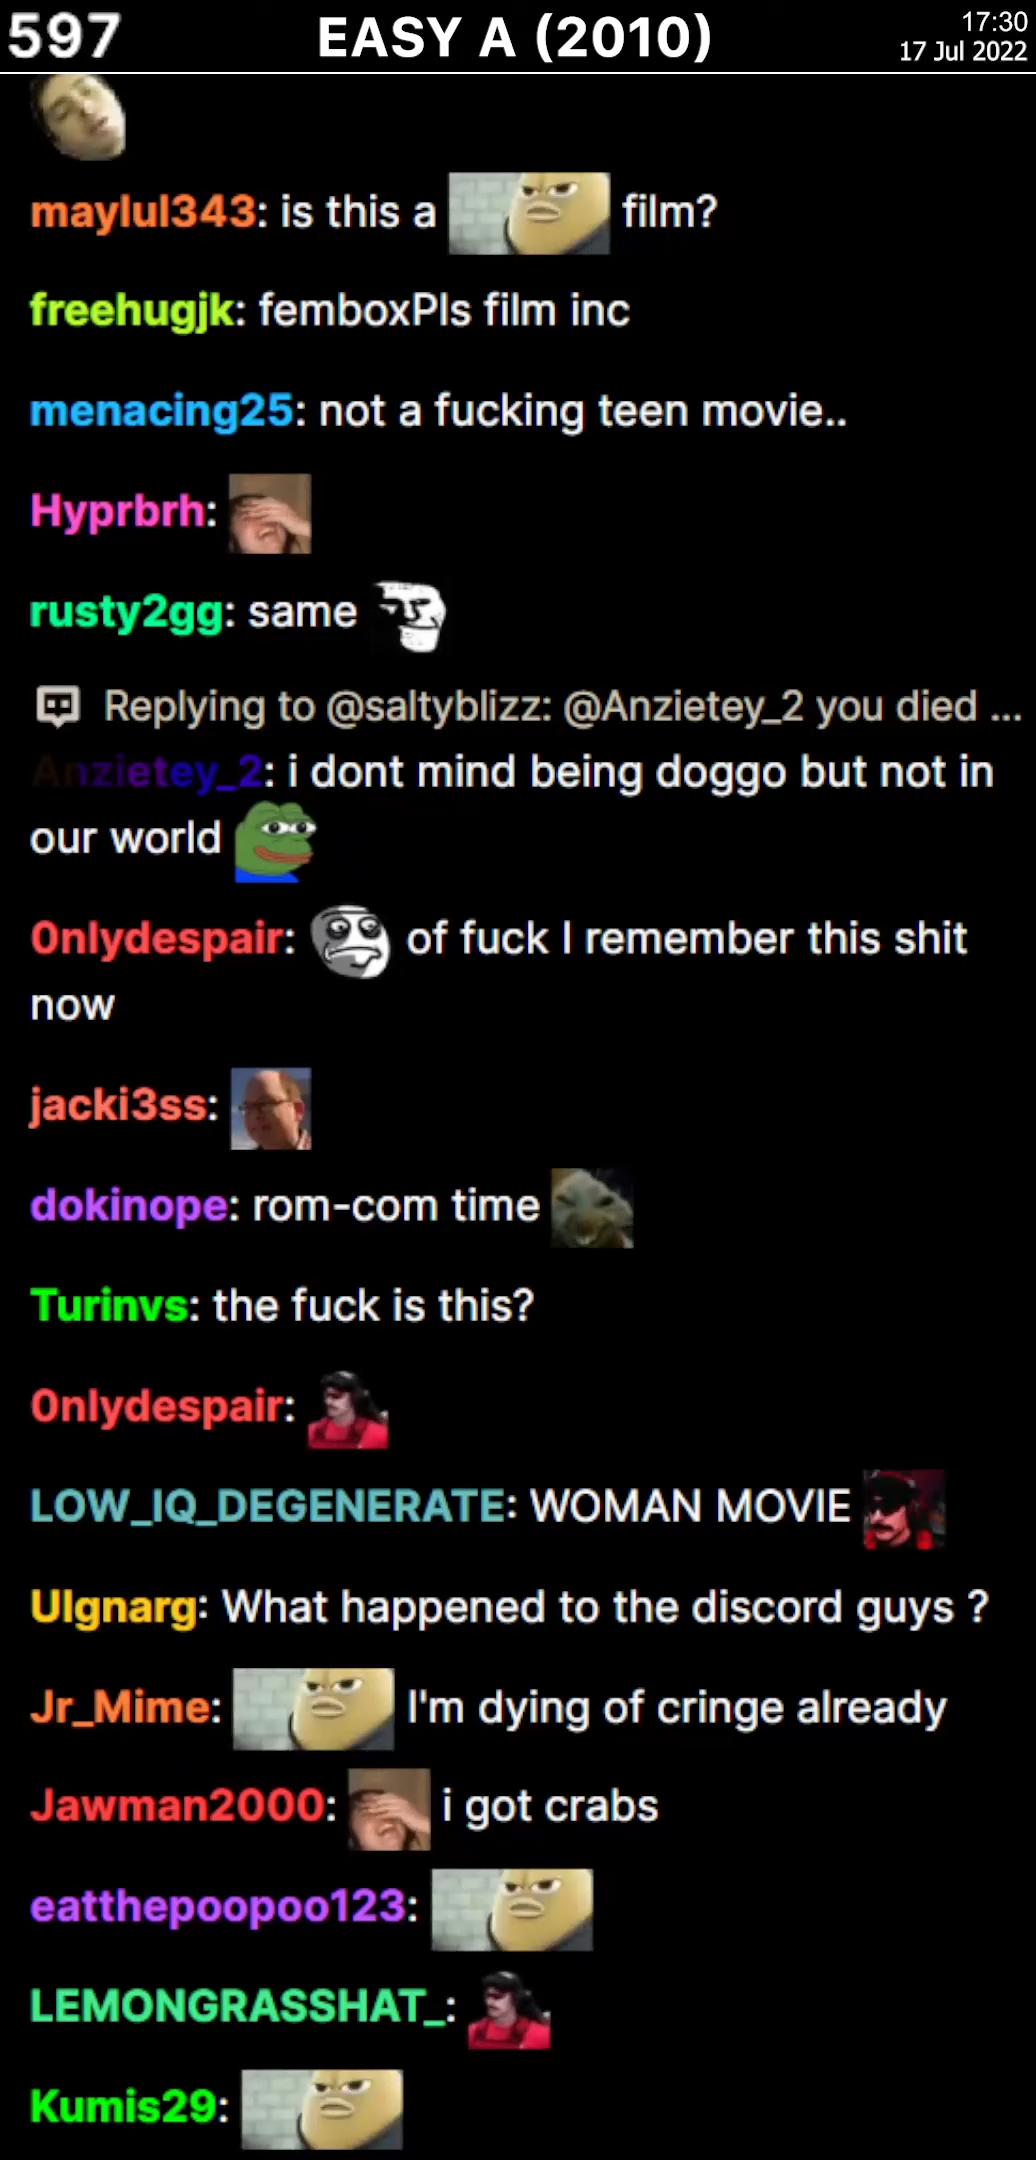 597
EASY A (2010)
17:30
17 Jul 2022
maylul343: is this a film?
freehugjk: femboxPls film inc
menacing25: not a fucking teen movie..
Hyprbrh:
rusty2gg: same
Replying to @saltyblizz: @Anzietey_2 you died ...
Anzietey_2: i dont mind being doggo but not in
our world
0nlydespair: of fuck I remember this shit
now
jacki3ss:
dokinope: rom-com time
Turinvs: the fuck is this?
0nlydespair:
LOW_IQ_DEGENERATE: WOMAN MOVIE
Ulgnarg: What happened to the discord guys ?
Jr_Mime: I'm dying of cringe already
Jawman2000: i got crabs
eatthepoopoo123:
LEMONGRASSHAT_:
Kumis29: